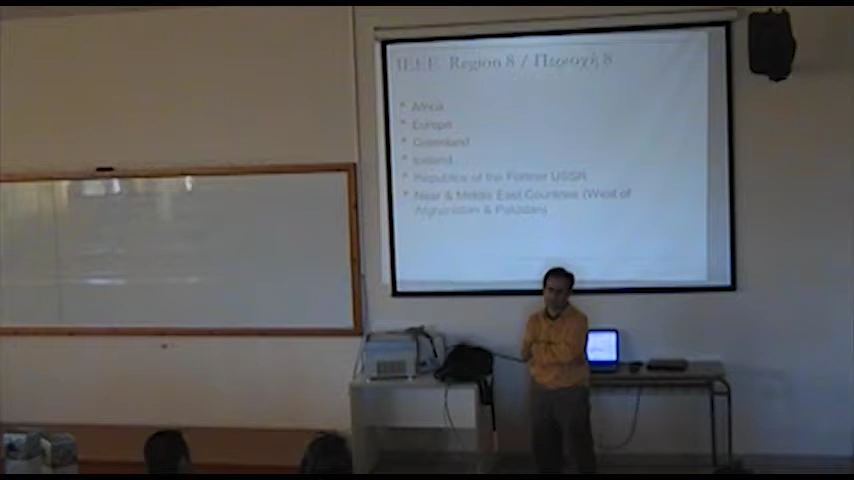 IEEE Region 8 / Περιοχή 8
* Africa
* Europe
* Greenland
* Iceland
* Republics of the Former USSR
* Near & Middle East Countries (West of
Afghanistan & Pakistan)